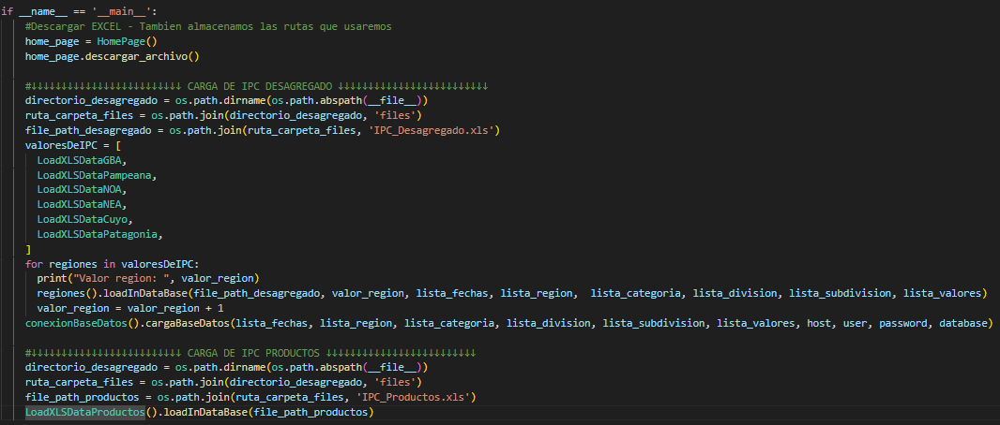 if __name__ == '__main__':
#Descargar EXCEL - Tambien almacenamos las rutas que usaremos
home_page = HomePage()
home_page.descargar_archivo()
#↓↓↓↓↓↓↓↓↓↓↓↓↓↓↓↓↓↓↓↓↓↓↓↓↓ CARGA DE IPC DESAGREGADO ↓↓↓↓↓↓↓↓↓↓↓↓↓↓↓↓↓↓↓↓↓↓↓↓↓
directorio_desagregado = os.path.dirname(os.path.abspath(__file__))
ruta_carpeta_files = os.path.join(directorio_desagregado, 'files')
file_path_desagregado = os.path.join(ruta_carpeta_files, 'IPC_Desagregado.xls')
valoresDeIPC = [
LoadXLSDataGBA,
LoadXLSDataPampeana,
LoadXLSDataNOA,
LoadXLSDataNEA,
LoadXLSDataCuyo,
LoadXLSDataPatagonia,
]
for regiones in valoresDeIPC:
print("Valor region: ", valor_region)
regiones().loadInDataBase(file_path_desagregado, valor_region, lista_fechas, lista_region,  lista_categoria, lista_division, lista_subdivision, lista_valores)
valor_region = valor_region + 1
conexionBaseDatos().cargaBaseDatos(lista_fechas, lista_region, lista_categoria, lista_division, lista_subdivision, lista_valores, host, user, password, database)
#↓↓↓↓↓↓↓↓↓↓↓↓↓↓↓↓↓↓↓↓↓↓↓↓↓ CARGA DE IPC PRODUCTOS ↓↓↓↓↓↓↓↓↓↓↓↓↓↓↓↓↓↓↓↓↓↓↓↓↓
directorio_desagregado = os.path.dirname(os.path.abspath(__file__))
ruta_carpeta_files = os.path.join(directorio_desagregado, 'files')
file_path_productos = os.path.join(ruta_carpeta_files, 'IPC_Productos.xls')
LoadXLSDataProductos().loadInDataBase(file_path_productos)